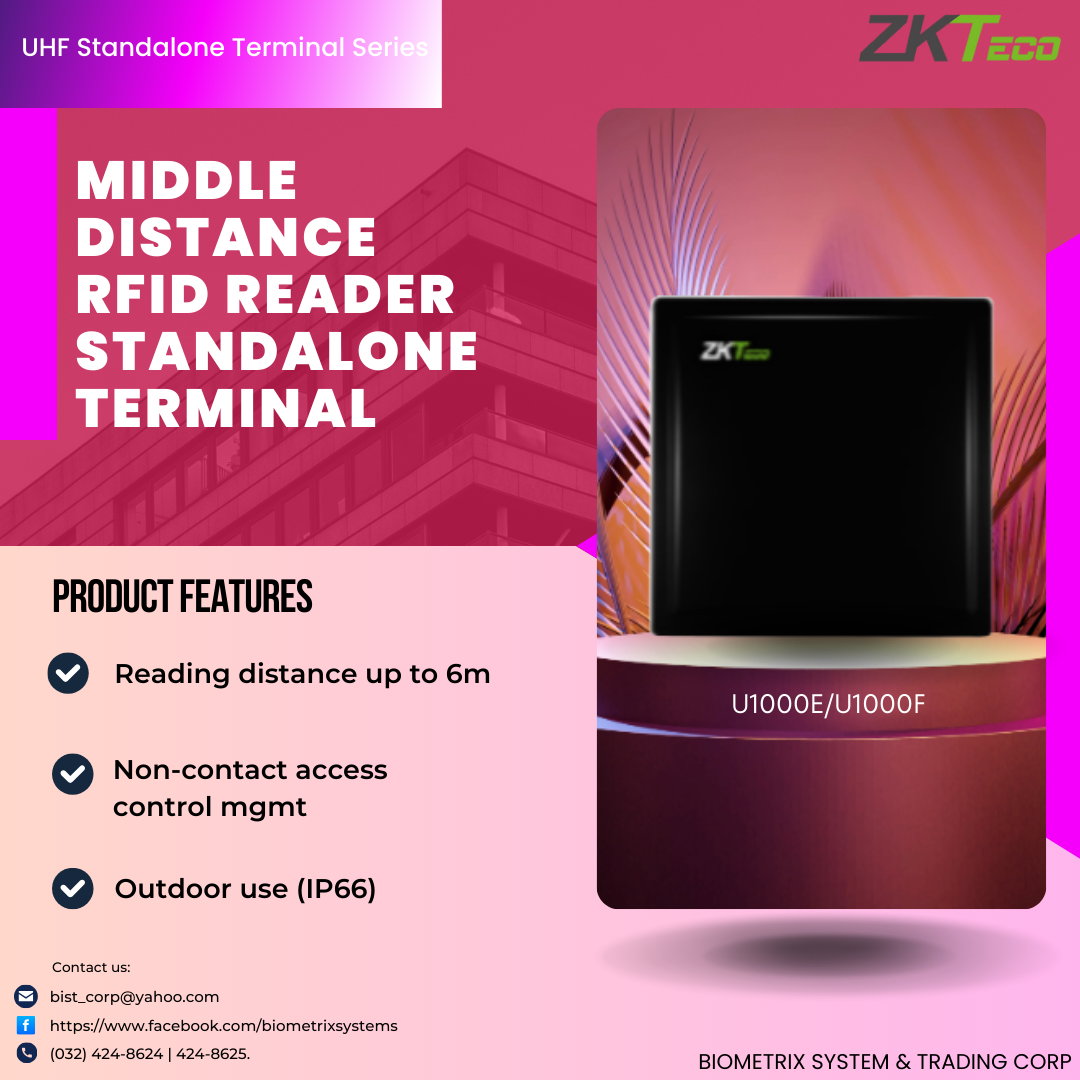 UHF Standalone Terminal Series
ZKTECO
MIDDLE
DISTANCE
RFID READER
STANDALONE
TERMINAL
ZKTECO
U1000E/U1000F
PRODUCT FEATURES
Reading distance up to 6m
Non-contact access
control mgmt
Outdoor use (IP66)
Contact us:
bist_corp@yahoo.com
https://www.facebook.com/biometrixsystems
(032) 424-8624 | 424-8625.
BIOMETRIX SYSTEM & TRADING CORP